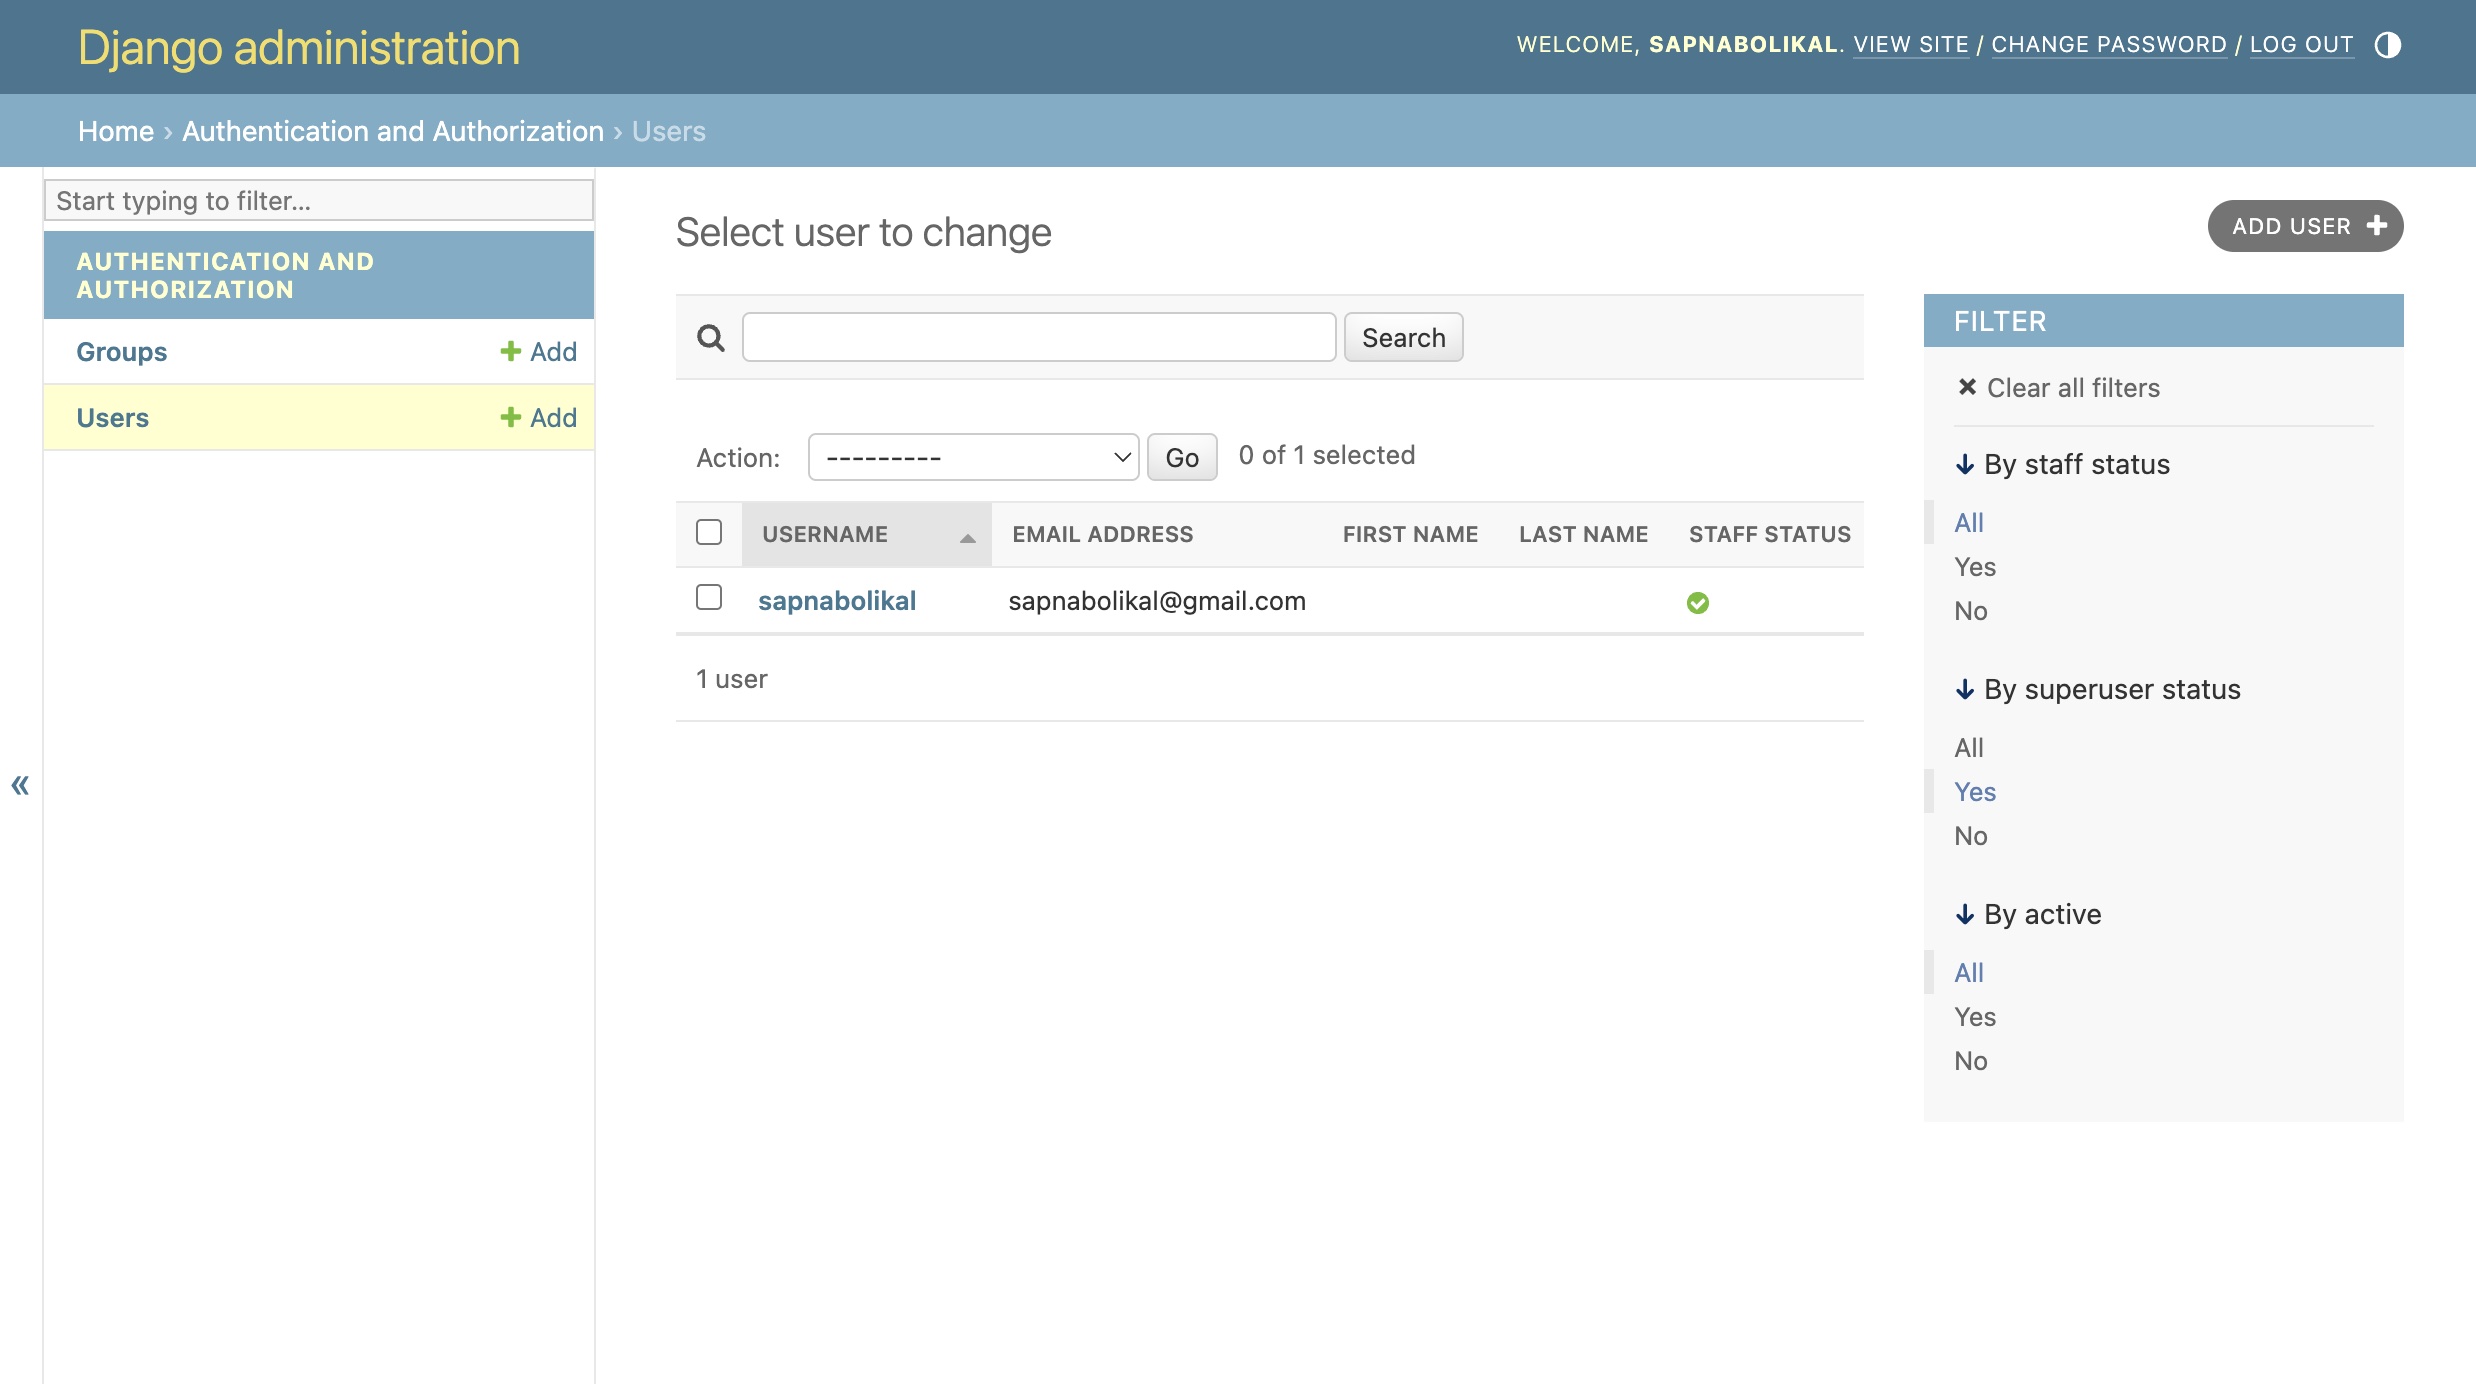 Django administration
WELCOME, SAPNABOLIKAL. VIEW SITE / CHANGE PASSWORD / LOG OUT
Home › Authentication and Authorization › Users
Start typing to filter...
AUTHENTICATION AND
AUTHORIZATION
Groups + Add
Users + Add
«
Select user to change
ADD USER +
Search
Action: --------- Go 0 of 1 selected
USERNAME EMAIL ADDRESS FIRST NAME LAST NAME STAFF STATUS
sapnabolikal sapnabolikal@gmail.com
1 user
FILTER
✖ Clear all filters
↓ By staff status
All
Yes
No
↓ By superuser status
All
Yes
No
↓ By active
All
Yes
No